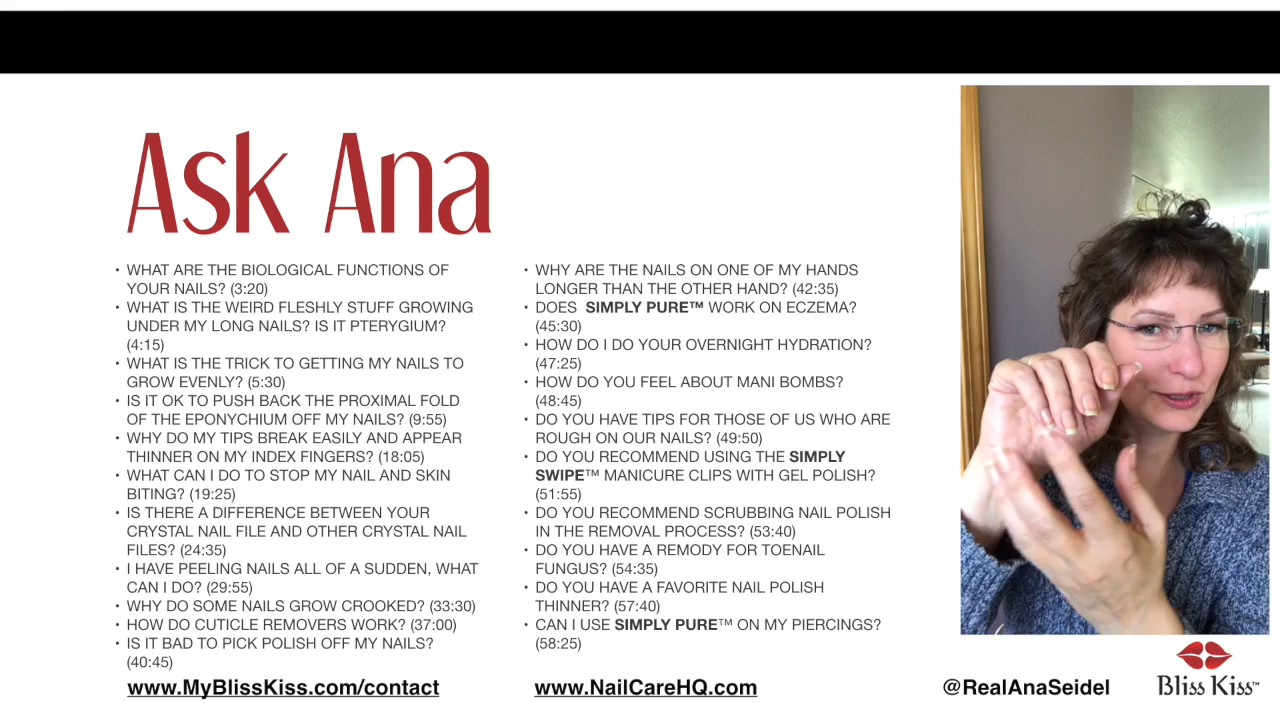 Ask Ana
• WHAT ARE THE BIOLOGICAL FUNCTIONS OF
YOUR NAILS? (3:20)
• WHAT IS THE WEIRD FLESHLY STUFF GROWING
UNDER MY LONG NAILS? IS IT PTERYGIUM?
(4:15)
• WHAT IS THE TRICK TO GETTING MY NAILS TO
GROW EVENLY? (5:30)
• IS IT OK TO PUSH BACK THE PROXIMAL FOLD
OF THE EPONYCHIUM OFF MY NAILS? (9:55)
• WHY DO MY TIPS BREAK EASILY AND APPEAR
THINNER ON MY INDEX FINGERS? (18:05)
• WHAT CAN I DO TO STOP MY NAIL AND SKIN
BITING? (19:25)
• IS THERE A DIFFERENCE BETWEEN YOUR
CRYSTAL NAIL FILE AND OTHER CRYSTAL NAIL
FILES? (24:35)
• I HAVE PEELING NAILS ALL OF A SUDDEN, WHAT
CAN I DO? (29:55)
• WHY DO SOME NAILS GROW CROOKED? (33:30)
• HOW DO CUTICLE REMOVERS WORK? (37:00)
• IS IT BAD TO PICK POLISH OFF MY NAILS?
(40:45)
• WHY ARE THE NAILS ON ONE OF MY HANDS
LONGER THAN THE OTHER HAND? (42:35)
• DOES SIMPLY PURE™ WORK ON ECZEMA?
(45:30)
• HOW DO I DO YOUR OVERNIGHT HYDRATION?
(47:25)
• HOW DO YOU FEEL ABOUT MANI BOMBS?
(48:45)
• DO YOU HAVE TIPS FOR THOSE OF US WHO ARE
ROUGH ON OUR NAILS? (49:50)
• DO YOU RECOMMEND USING THE SIMPLY
SWIPE™ MANICURE CLIPS WITH GEL POLISH?
(51:55)
• DO YOU RECOMMEND SCRUBBING NAIL POLISH
IN THE REMOVAL PROCESS? (53:40)
• DO YOU HAVE A REMODY FOR TOENAIL
FUNGUS? (54:35)
• DO YOU HAVE A FAVORITE NAIL POLISH
THINNER? (57:40)
• CAN I USE SIMPLY PURE™ ON MY PIERCINGS?
(58:25)
www.MyBlissKiss.com/contact
www.NailCareHQ.com
@RealAnaSeidel
Bliss Kiss™